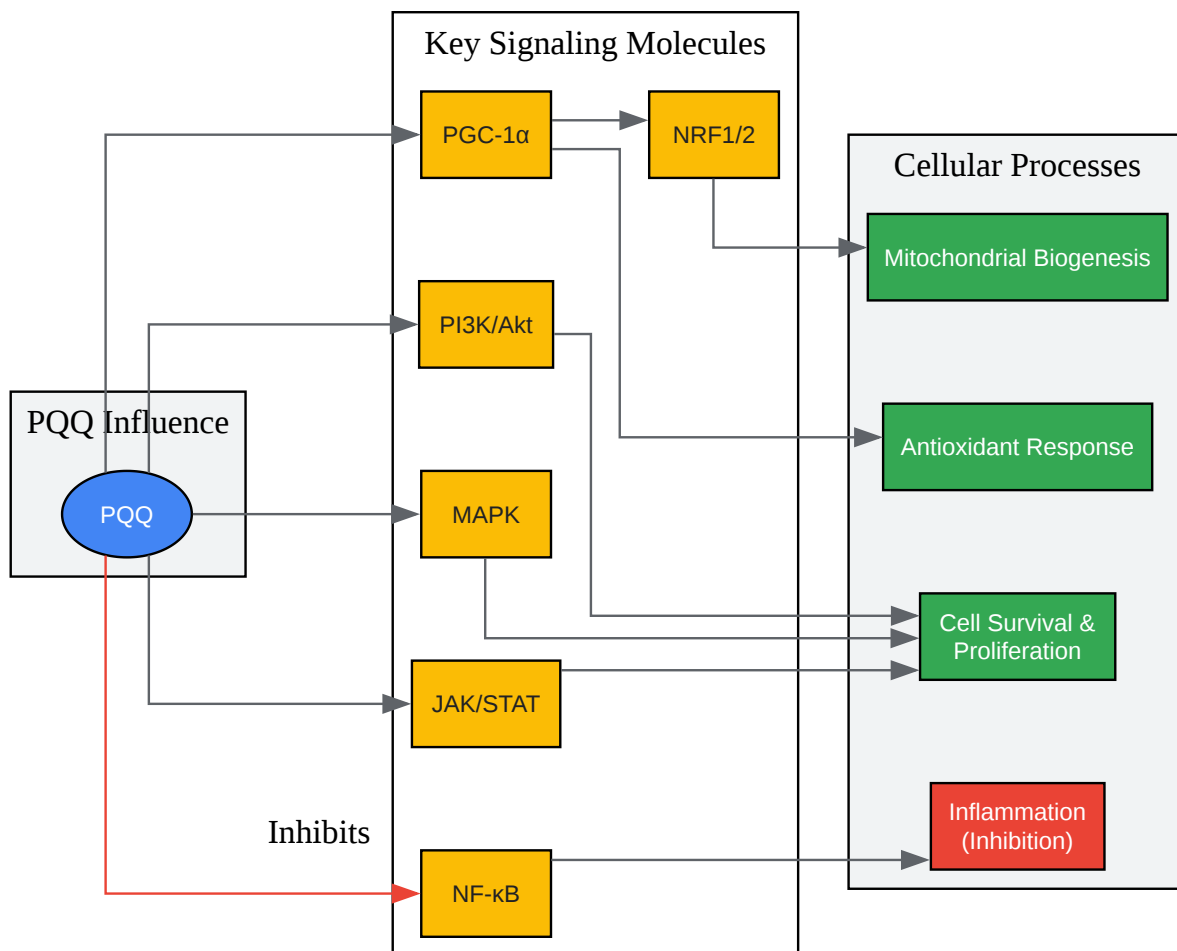 Key Signaling Molecules
PGC-1α
NRF1/2
Cellular Processes
Mitochondrial Biogenesis
PI3K/Akt
PQQ Influence
Antioxidant Response
PQQ
MAPK
Cell Survival &
Proliferation
JAK/STAT
Inhibits
Inflammation
(Inhibition)
NF-κB